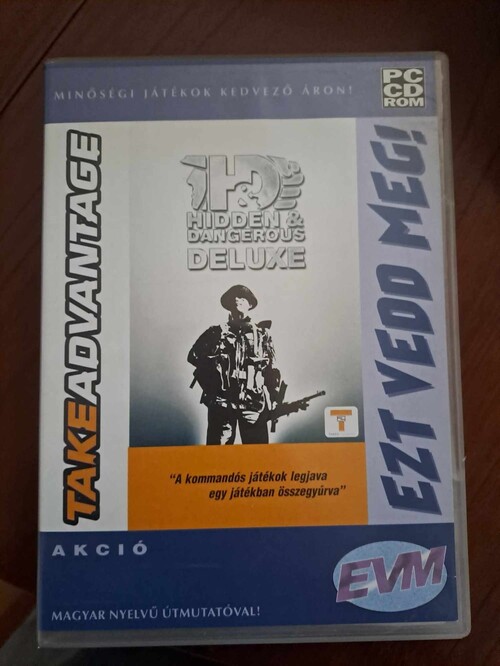 MINŐSÉGI JÁTÉKOK KEDVEZŐ ÁRON!
PC
CD
ROM
TAKEADVANTAGE
H&D
HIDDEN &
DANGEROUS
DELUXE
EZT VEDD MEG!
T
"A kommandós játékok legjava
egy játékban összegyúrva"
AKCIÓ
EVM
MAGYAR NYELVŰ ÚTMUTATÓVAL!